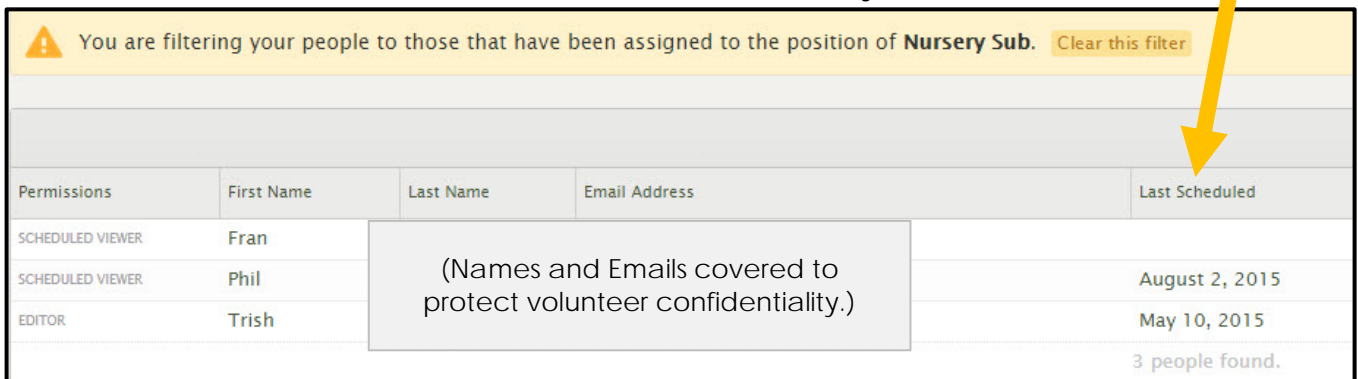 You are filtering your people to those that have been assigned to the position of Nursery Sub. Clear this filter
Permissions First Name Last Name Email Address Last Scheduled
SCHEDULED VIEWER Fran
(Names and Emails covered to
protect volunteer confidentiality.)
SCHEDULED VIEWER Phil August 2, 2015
EDITOR Trish May 10, 2015
3 people found.